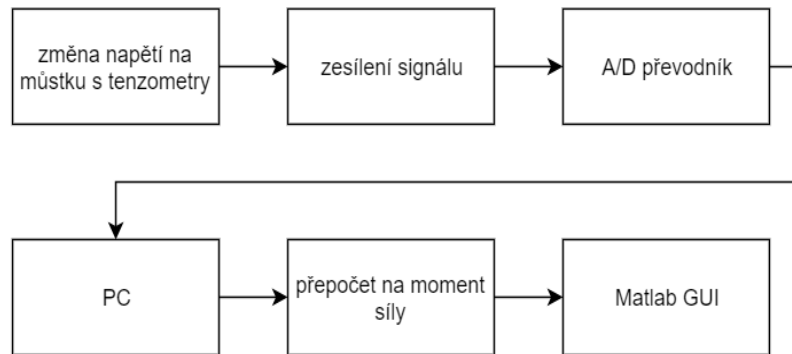 změna napětí na
můstku s tenzometry
zesílení signálu
A/D převodník
PC
přepočet na moment
síly
Matlab GUI